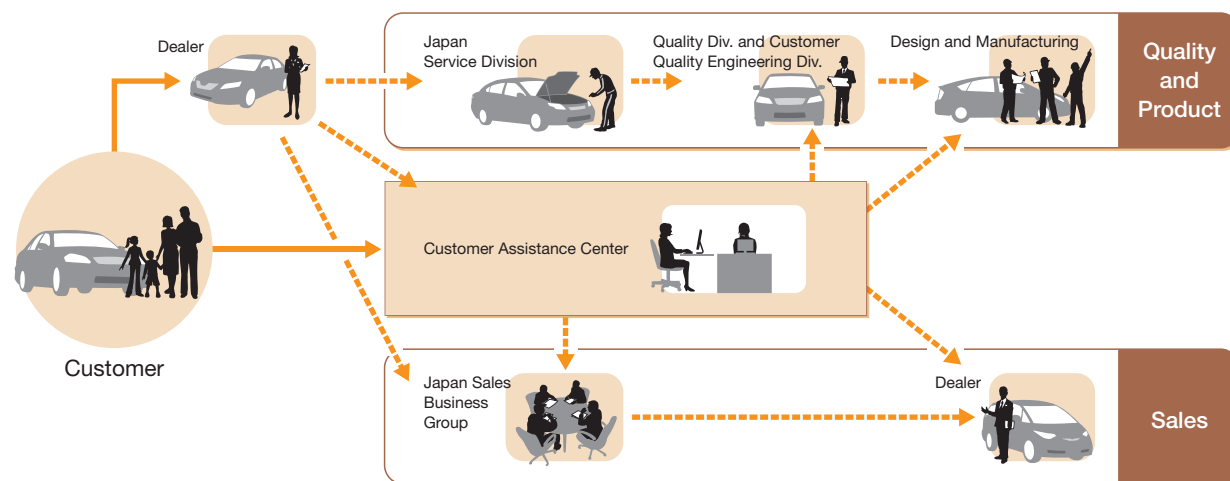 Dealer
Japan
Service Division
Quality Div. and Customer
Quality Engineering Div.
Design and Manufacturing
Quality
and
Product
Customer Assistance Center
Customer
Japan Sales
Business
Group
Dealer
Sales